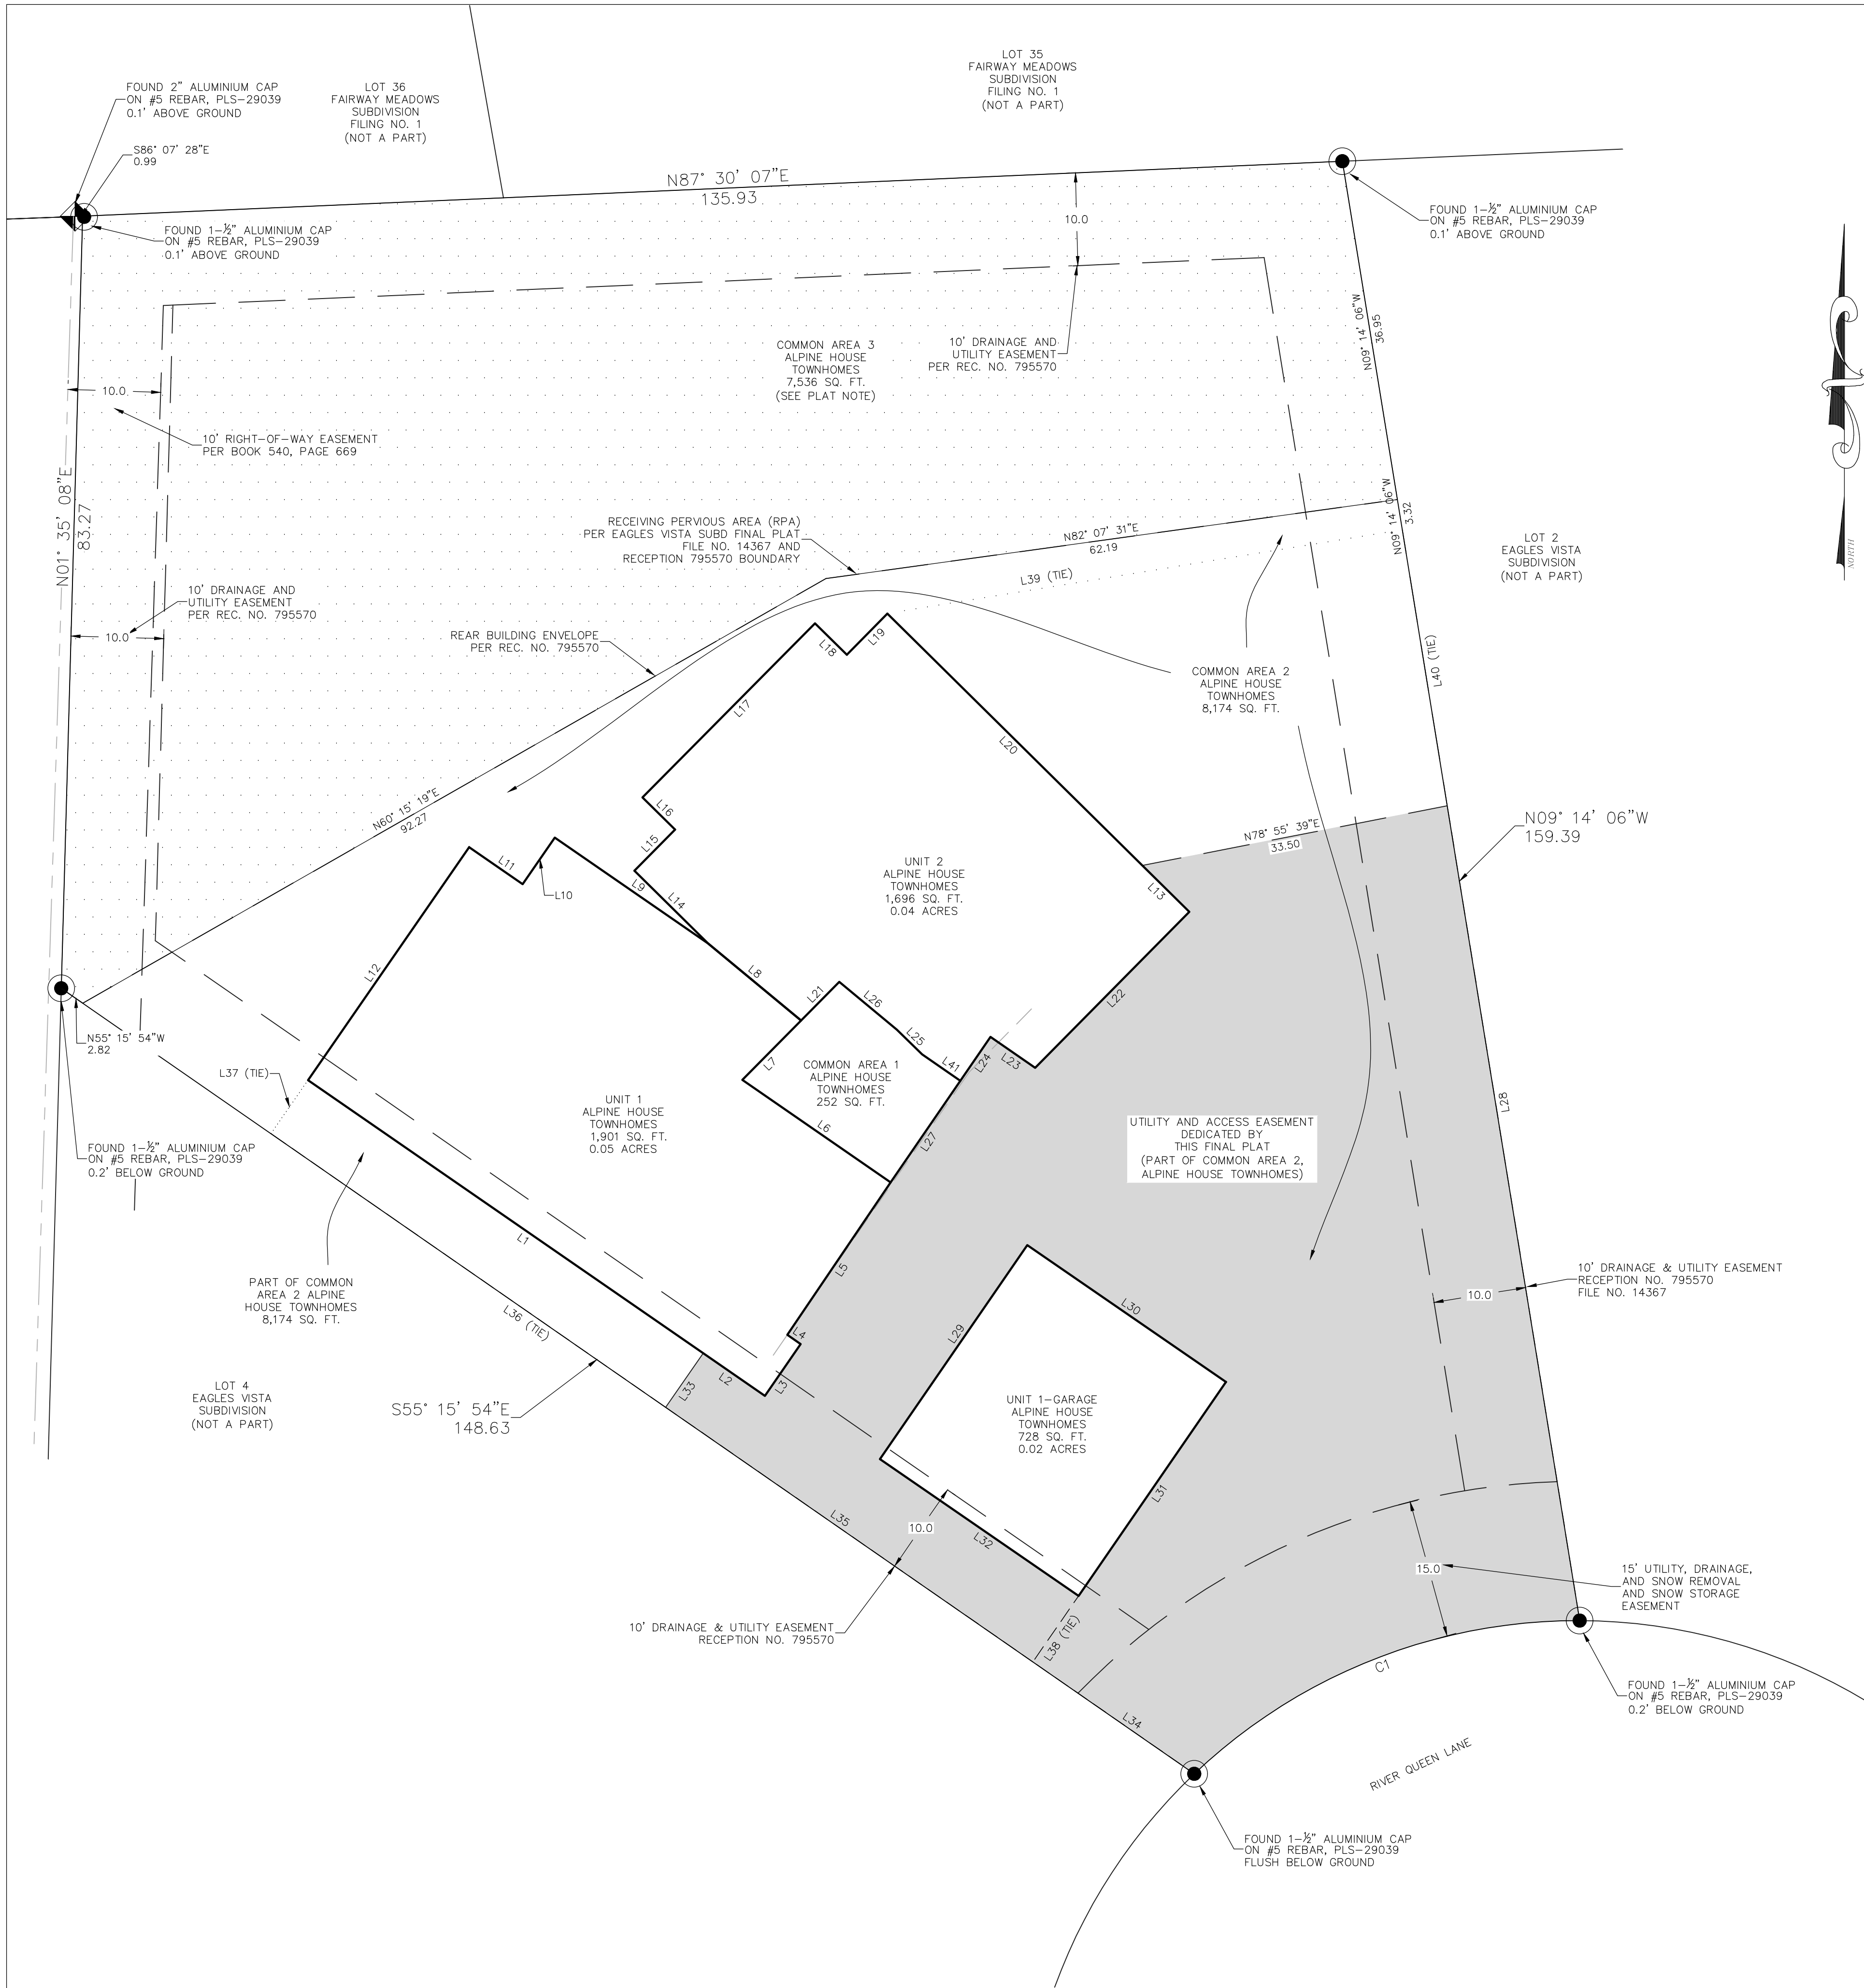 LOT 35
FAIRWAY MEADOWS
SUBDIVISION
FILING NO. 1
(NOT A PART)
FOUND 2" ALUMINIUM CAP
ON #5 REBAR, PLS-29039
0.1' ABOVE GROUND
LOT 36
FAIRWAY MEADOWS
SUBDIVISION
FILING NO. 1
(NOT A PART)
S86° 07' 28"E
0.99
N87° 30' 07"E
135.93
FOUND 1-½" ALUMINIUM CAP
ON #5 REBAR, PLS-29039
0.1' ABOVE GROUND
10.0
FOUND 1-½" ALUMINIUM CAP
ON #5 REBAR, PLS-29039
0.1' ABOVE GROUND
N09° 14' 06"W
36.95
COMMON AREA 3
ALPINE HOUSE
TOWNHOMES
7,536 SQ. FT.
(SEE PLAT NOTE)
10' DRAINAGE AND
UTILITY EASEMENT
PER REC. NO. 795570
10.0
10' RIGHT-OF-WAY EASEMENT
PER BOOK 540, PAGE 669
N01° 35' 08"E
83.27
RECEIVING PERVIOUS AREA (RPA)
PER EAGLES VISTA SUBD FINAL PLAT
FILE NO. 14367 AND
RECEPTION 795570 BOUNDARY
N82° 07' 31"E
62.19
N09° 14' 06"W
3.32
LOT 2
EAGLES VISTA
SUBDIVISION
(NOT A PART)
NORTH
L39 (TIE)
10' DRAINAGE AND
UTILITY EASEMENT
PER REC. NO. 795570
10.0
REAR BUILDING ENVELOPE
PER REC. NO. 795570
L18
L19
L40 (TIE)
COMMON AREA 2
ALPINE HOUSE
TOWNHOMES
8,174 SQ. FT.
L17
L20
L16
N60° 15' 19"E
92.27
N78° 55' 39"E
33.50
N09° 14' 06"W
159.39
L15
L11
L10
L9
L14
UNIT 2
ALPINE HOUSE
TOWNHOMES
1,696 SQ. FT.
0.04 ACRES
L13
L12
L8
L21
L26
L22
L25
L24
L23
N55° 15' 54"W
2.82
L37 (TIE)
L7
COMMON AREA 1
ALPINE HOUSE
TOWNHOMES
252 SQ. FT.
L41
L28
UNIT 1
ALPINE HOUSE
TOWNHOMES
1,901 SQ. FT.
0.05 ACRES
L6
L27
UTILITY AND ACCESS EASEMENT
DEDICATED BY
THIS FINAL PLAT
(PART OF COMMON AREA 2,
ALPINE HOUSE TOWNHOMES)
FOUND 1-½" ALUMINIUM CAP
ON #5 REBAR, PLS-29039
0.2' BELOW GROUND
L1
L5
PART OF COMMON
AREA 2 ALPINE
HOUSE TOWNHOMES
8,174 SQ. FT.
L36 (TIE)
L30
L29
10.0
10' DRAINAGE & UTILITY EASEMENT
RECEPTION NO. 795570
FILE NO. 14367
L4
L2
L3
L33
LOT 4
EAGLES VISTA
SUBDIVISION
(NOT A PART)
S55° 15' 54"E
148.63
UNIT 1-GARAGE
ALPINE HOUSE
TOWNHOMES
728 SQ. FT.
0.02 ACRES
L31
L35
10.0
L32
15.0
15' UTILITY, DRAINAGE,
AND SNOW REMOVAL
AND SNOW STORAGE
EASEMENT
10' DRAINAGE & UTILITY EASEMENT
RECEPTION NO. 795570
L38 (TIE)
C1
FOUND 1-½" ALUMINIUM CAP
ON #5 REBAR, PLS-29039
0.2' BELOW GROUND
L34
RIVER QUEEN LANE
FOUND 1-½" ALUMINIUM CAP
ON #5 REBAR, PLS-29039
FLUSH BELOW GROUND